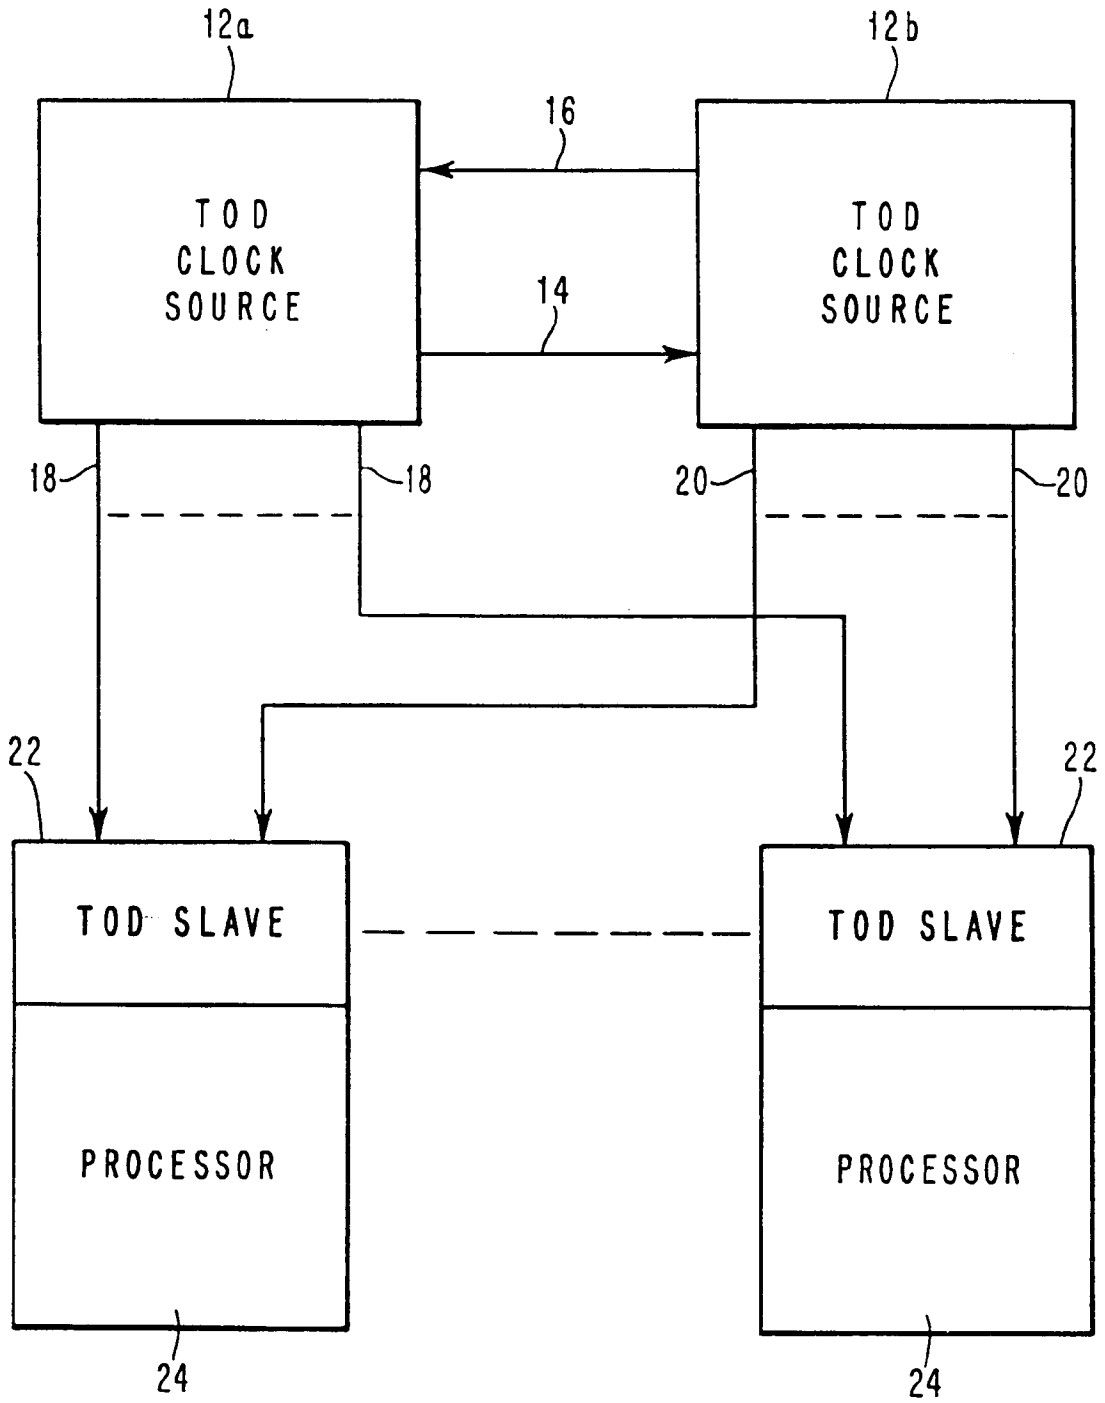 12a
12b
16
TOD
CLOCK
SOURCE
TOD
CLOCK
SOURCE
14
18
18
20
20
22
22
TOD SLAVE
TOD SLAVE
PROCESSOR
PROCESSOR
24
24